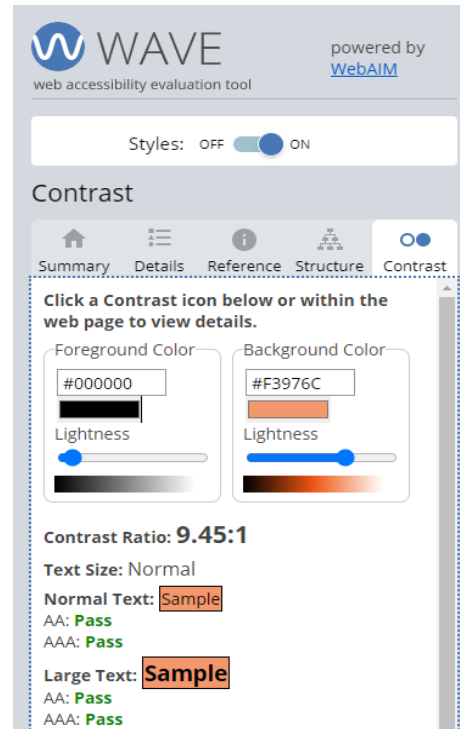 WAVE
powered by
WebAIM
web accessibility evaluation tool
Styles: OFF ON
Contrast
Summary Details Reference Structure Contrast
Click a Contrast icon below or within the
web page to view details.
Foreground Color Background Color
#000000 #F3976C
Lightness Lightness
Contrast Ratio: 9.45:1
Text Size: Normal
Normal Text: Sample
AA: Pass
AAA: Pass
Large Text: Sample
AA: Pass
AAA: Pass